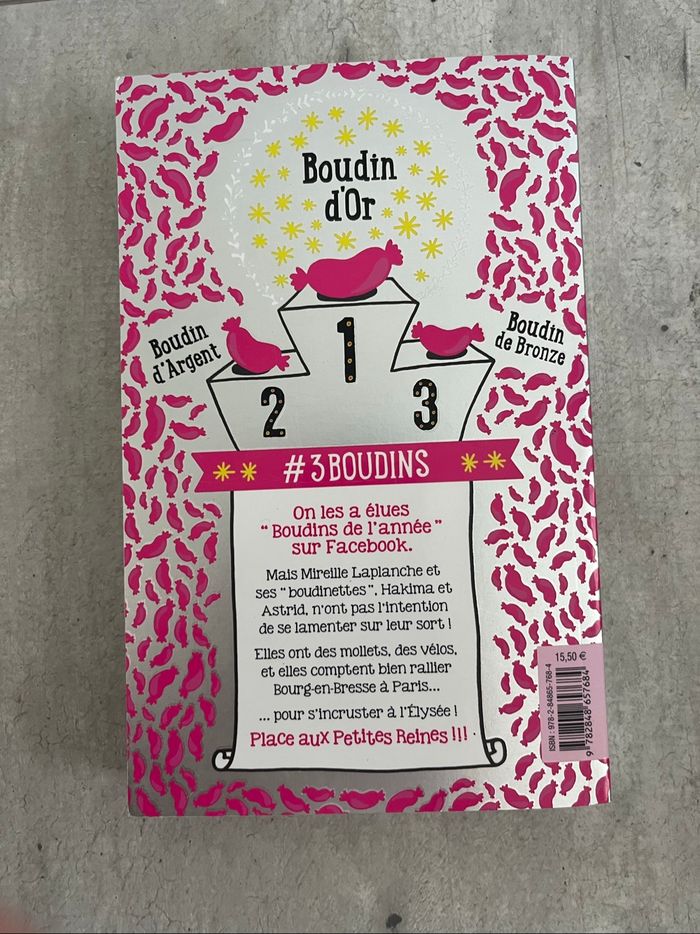 Boudin
d'Or
Boudin
d'Argent
Boudin
de Bronze
1
2
3
#3BOUDINS
On les a élues
"Boudins de l'année"
sur Facebook.
Mais Mireille Laplanche et
ses "boudinettes", Hakima et
Astrid, n'ont pas l'intention
de se lamenter sur leur sort !
Elles ont des mollets, des vélos,
et elles comptent bien rallier
Bourg-en-Bresse à Paris...
... pour s'incruster à l'Élysée !
Place aux Petites Reines !!!
15,50 €
ISBN : 978-2-84865-768-4
9 782848 657684